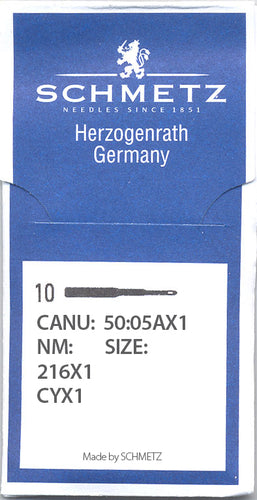 SCHMETZ
NEEDLES SINCE 1851
Herzogenrath
Germany
10
CANU: 50:05AX1
NM: SIZE:
216X1
CYX1
Made by SCHMETZ